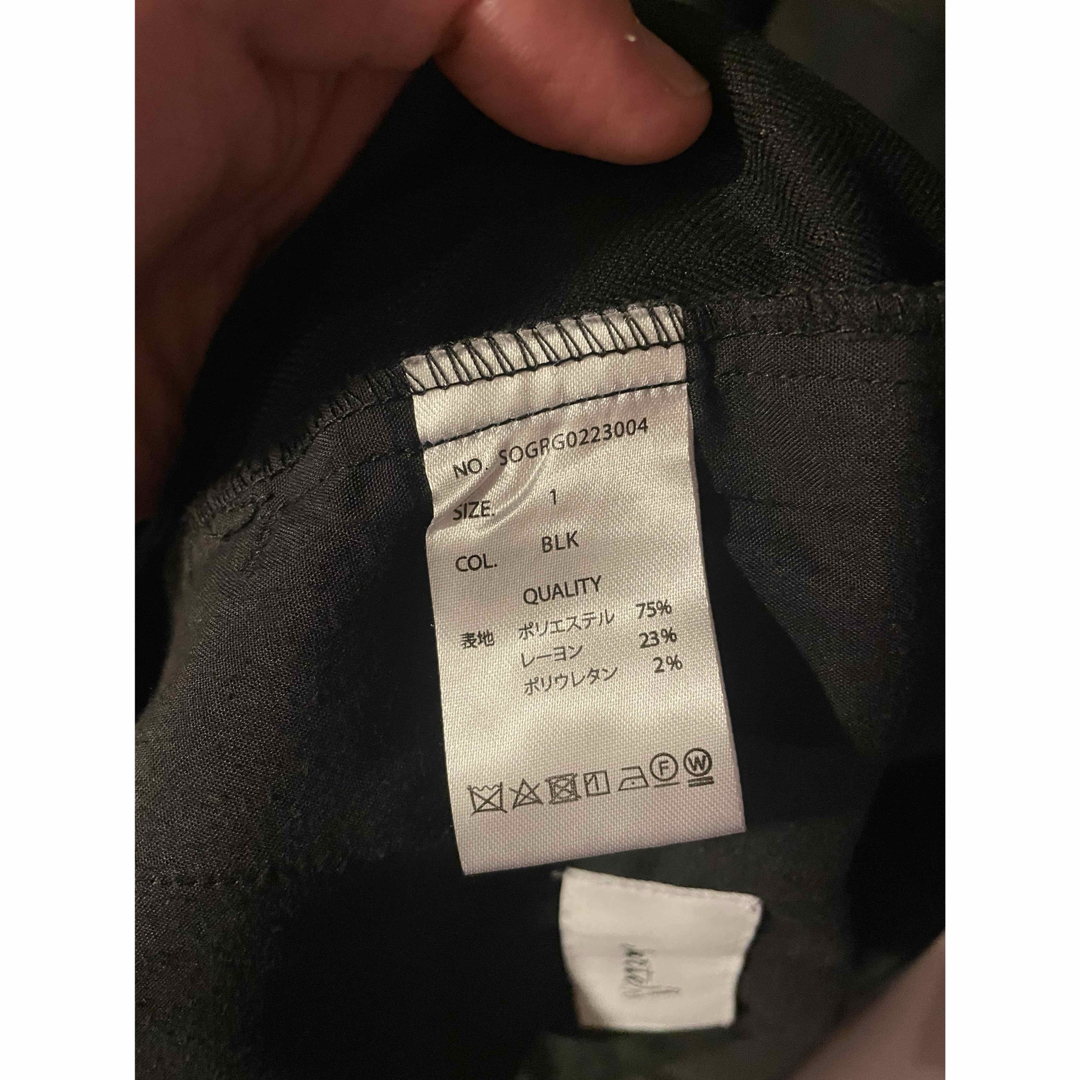 NO. SOGRG0223004
SIZE. 1
COL. BLK
QUALITY
表地 ポリエステル 75%
レーヨン 23%
ポリウレタン 2%
F W